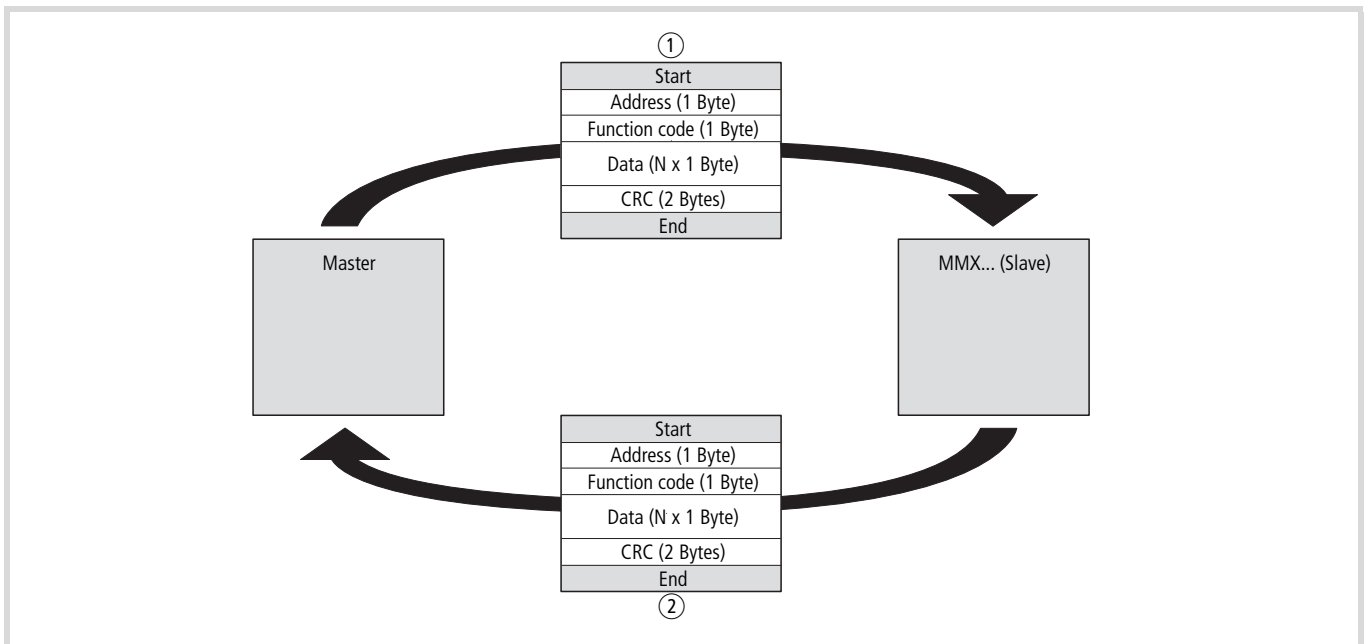 ①
Start
Address (1 Byte)
Function code (1 Byte)
Data (N x 1 Byte)
CRC (2 Bytes)
End
Master
MMX... (Slave)
Start
Address (1 Byte)
Function code (1 Byte)
Data (N x 1 Byte)
CRC (2 Bytes)
End
②